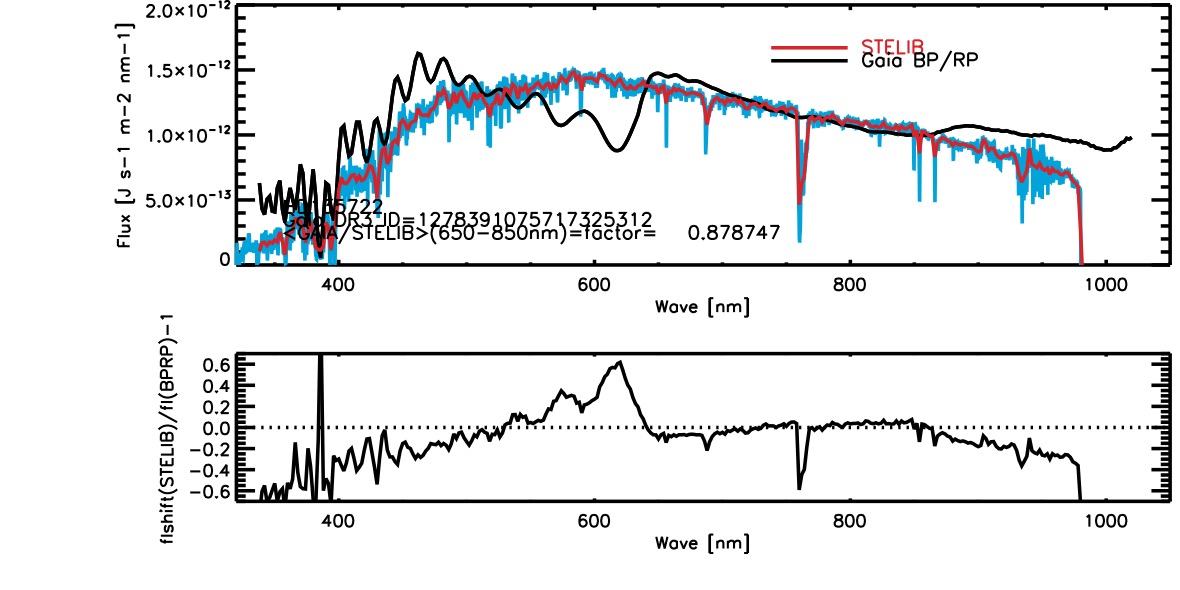 2.0×10−12
1.5×10−12
1.0×10−12
5.0×10−13
0
Flux [J s−1 m−2 nm−1]
STELIB
Gaia BP/RP
Gaia DR3 ID=1278391075717325312
<GAIA/STELIB>(650−850nm)=factor= 0.878747
400 600 800 1000
Wave [nm]
flshift(STELIB)/fl(BPRP)−1
0.6
0.4
0.2
0.0
−0.2
−0.4
−0.6
400 600 800 1000
Wave [nm]